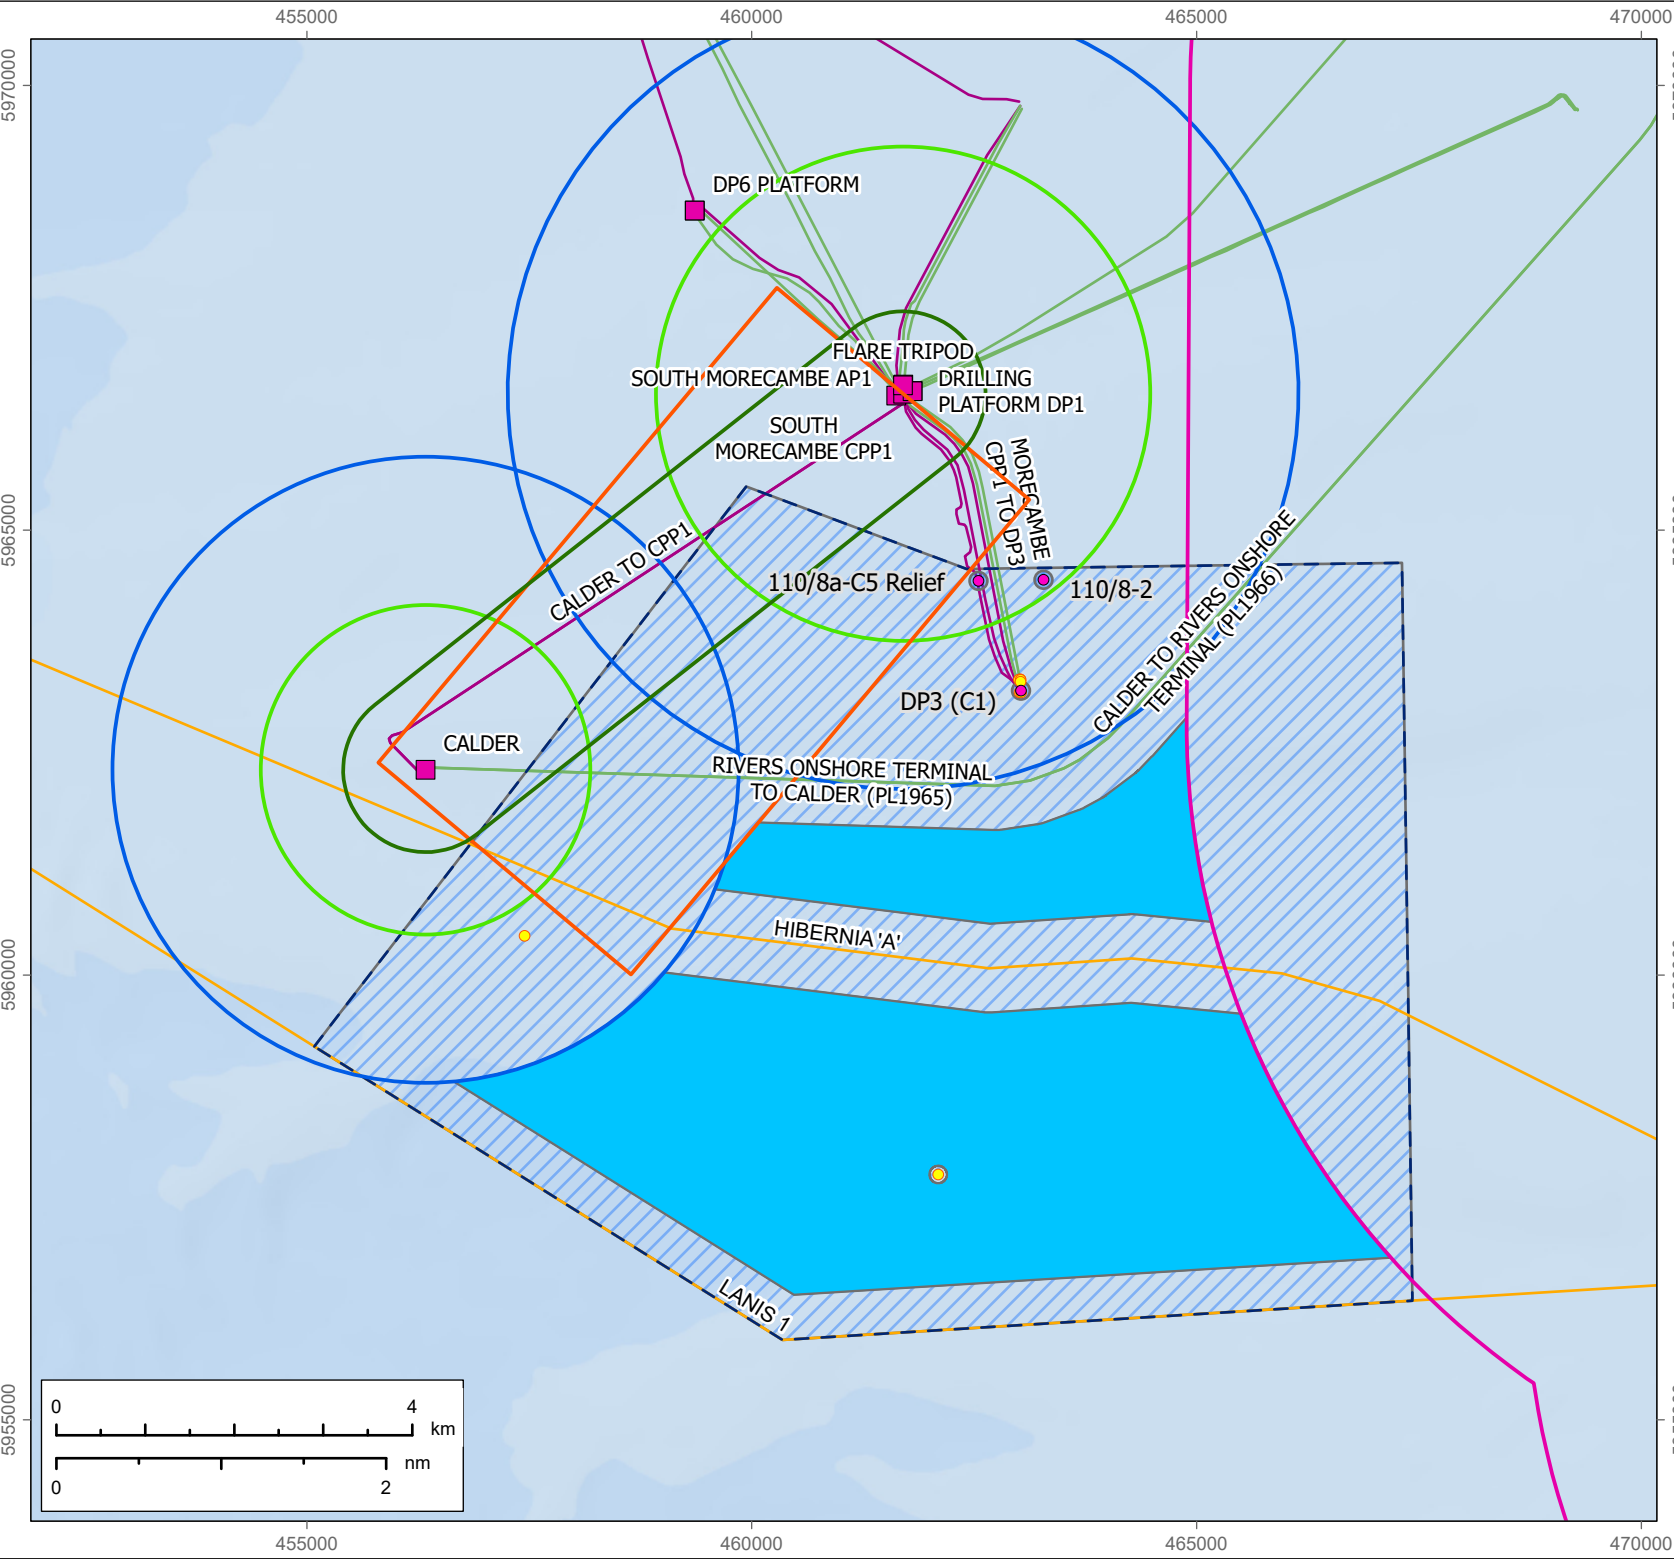 455000
460000
465000
470000
5970000
5965000
5960000
5955000
DP6 PLATFORM
FLARE TRIPOD
SOUTH MORECAMBE AP1
DRILLING
PLATFORM DP1
SOUTH
MORECAMBE CPP1
MORECAMBE
CPP1 TO DP3
CALDER TO CPP1
110/8a-C5 Relief
110/8-2
CALDER TO RIVERS ONSHORE
TERMINAL (PL1966)
DP3 (C1)
CALDER
RIVERS ONSHORE TERMINAL
TO CALDER (PL1965)
HIBERNIA 'A'
LANIS 1
0
4
km
nm
0
2
455000
460000
465000
470000